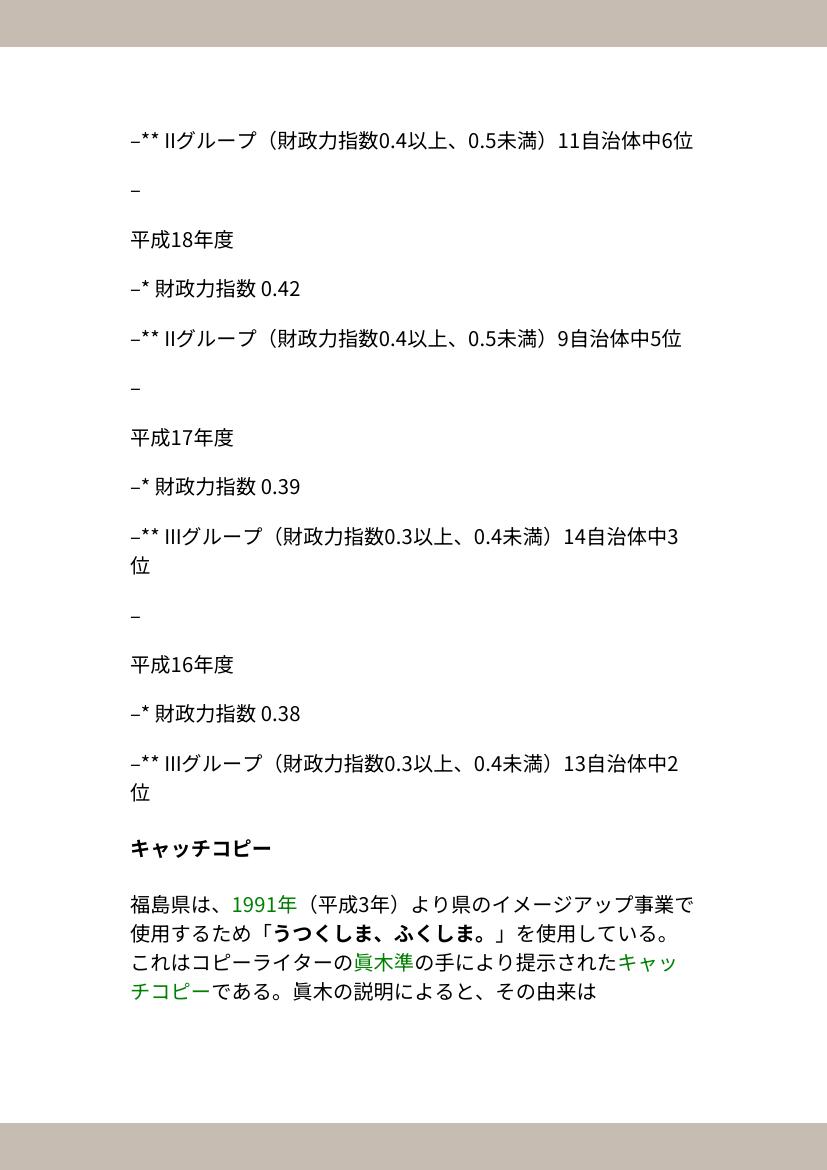 –** IIグループ（財政力指数0.4以上、0.5未満）11自治体中6位
–
平成18年度
–* 財政力指数 0.42
–** IIグループ（財政力指数0.4以上、0.5未満）9自治体中5位
–
平成17年度
–* 財政力指数 0.39
–** IIIグループ（財政力指数0.3以上、0.4未満）14自治体中3
位
–
平成16年度
–* 財政力指数 0.38
–** IIIグループ（財政力指数0.3以上、0.4未満）13自治体中2
位
キャッチコピー
福島県は、1991年（平成3年）より県のイメージアップ事業で
使用するため「うつくしま、ふくしま。」を使用している。
これはコピーライターの眞木準の手により提示されたキャッ
チコピーである。眞木の説明によると、その由来は